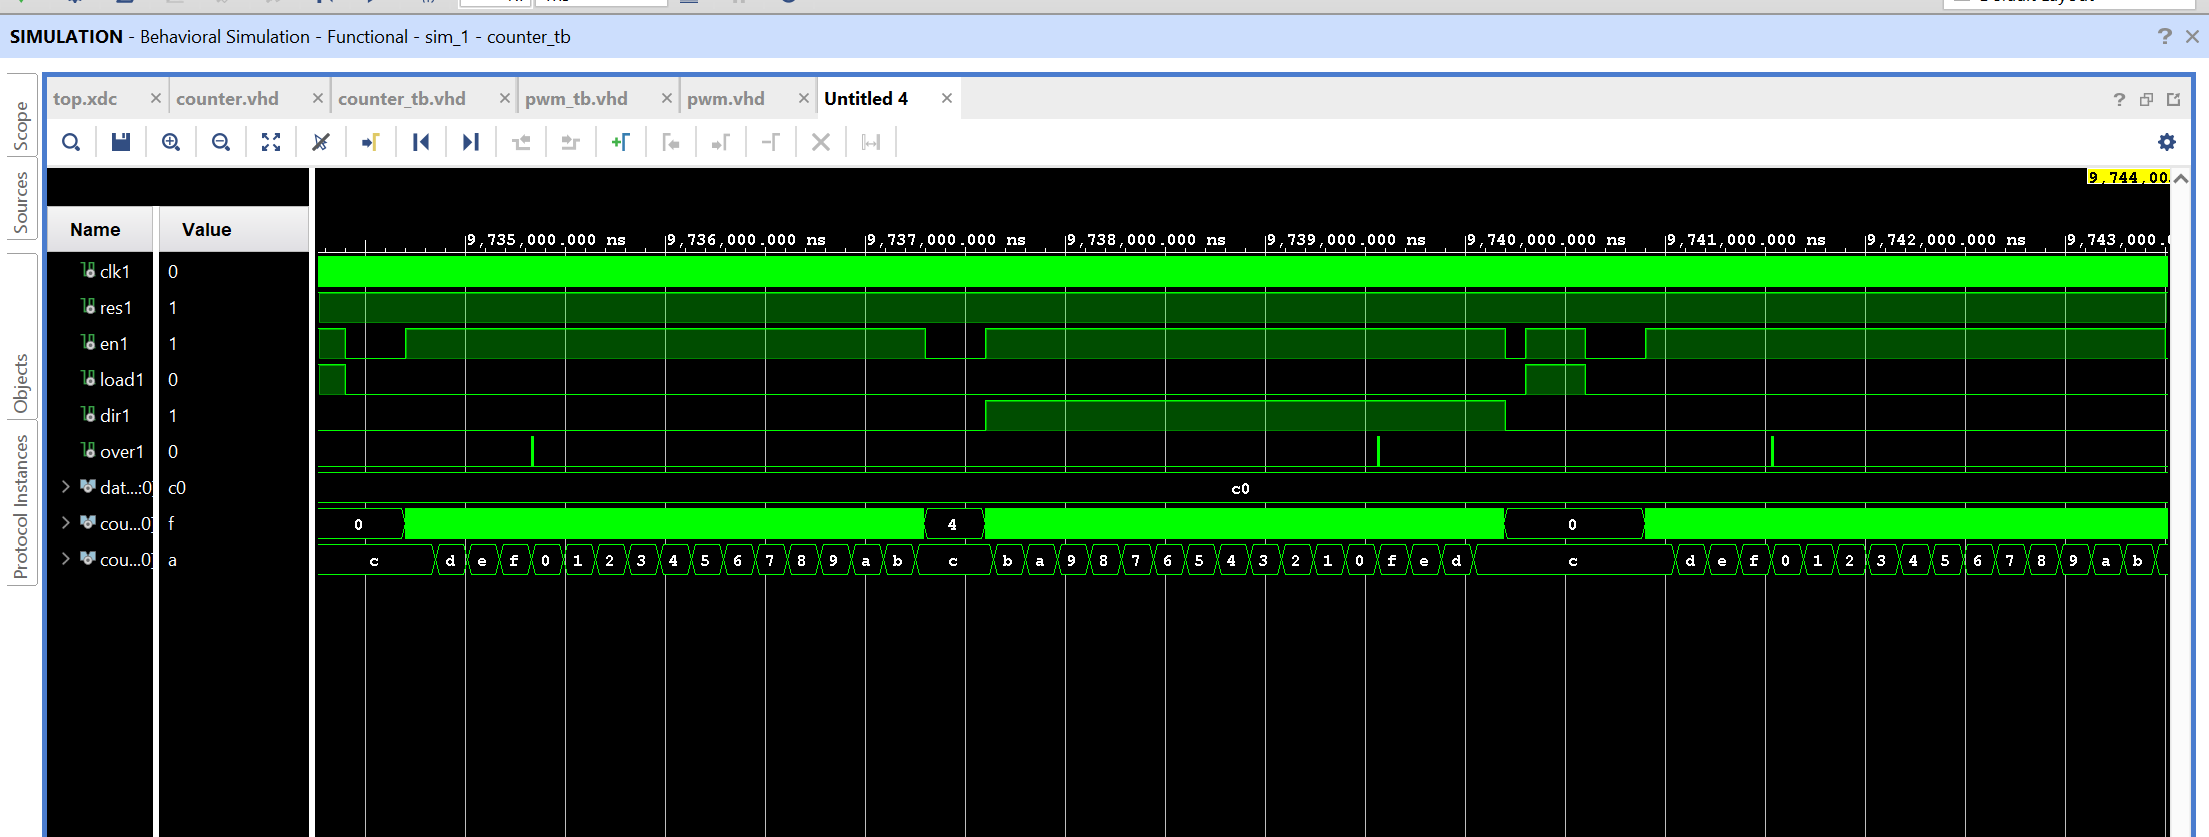 SIMULATION - Behavioral Simulation - Functional - sim_1 - counter_tb
? ×
Scope
Sources
Objects
Protocol Instances
top.xdc × counter.vhd × counter_tb.vhd × pwm_tb.vhd × pwm.vhd × Untitled 4 ×
?
9,744,00
Name Value
9,735,000.000 ns 9,736,000.000 ns 9,737,000.000 ns 9,738,000.000 ns 9,739,000.000 ns 9,740,000.000 ns 9,741,000.000 ns 9,742,000.000 ns 9,743,000.
clk1 0
res1 1
en1 1
load1 0
dir1 1
over1 0
dat...:0] c0 c0
cou...0] f 0 4 0
cou...0] a c d e f 0 1 2 3 4 5 6 7 8 9 a b c b a 9 8 7 6 5 4 3 2 1 0 f e d c d e f 0 1 2 3 4 5 6 7 8 9 a b